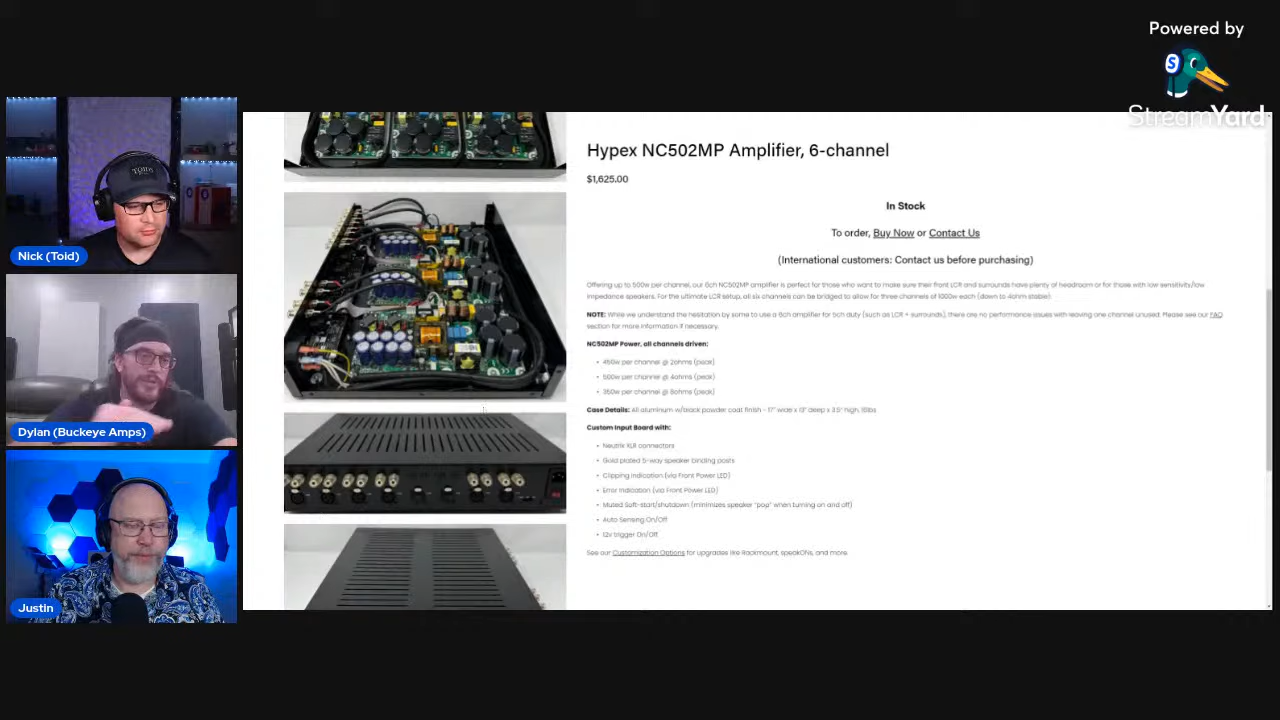 Powered by
S
StreamYard
TOIDS
Nick (Toid)
Dylan (Buckeye Amps)
Justin
Hypex NC502MP Amplifier, 6-channel
$1,625.00
In Stock
To order, Buy Now or Contact Us
(International customers: Contact us before purchasing)
Offering up to 500w per channel, our 6ch NC502MP amplifier is perfect for those who want to make sure their front LCR and surrounds have plenty of headroom or for those with low sensitivity/low
impedance speakers. For the ultimate LCR setup, all six channels can be bridged to allow for three channels of 1000w each (down to 4ohm stable).
NOTE: While we understand the hesitation by some to use a 6ch amplifier for 5ch duty (such as LCR + surrounds), there are no performance issues with leaving one channel unused. Please see our FAQ
section for more information if necessary.
NC502MP Power, all channels driven:
• 450w per channel @ 2ohms (peak)
• 500w per channel @ 4ohms (peak)
• 350w per channel @ 8ohms (peak)
Case Details: All aluminum w/black powder coat finish - 17" wide x 13" deep x 3.5" high, 16lbs
Custom Input Board with:
• Neutrik XLR connectors
• Gold plated 5-way speaker binding posts
• Clipping Indication (via Front Power LED)
• Error Indication (via Front Power LED)
• Muted Soft-start/shutdown (minimizes speaker "pop" when turning on and off)
• Auto Sensing On/Off
• 12v trigger On/Off
See our Customization Options for upgrades like Rackmount, speakONs, and more.